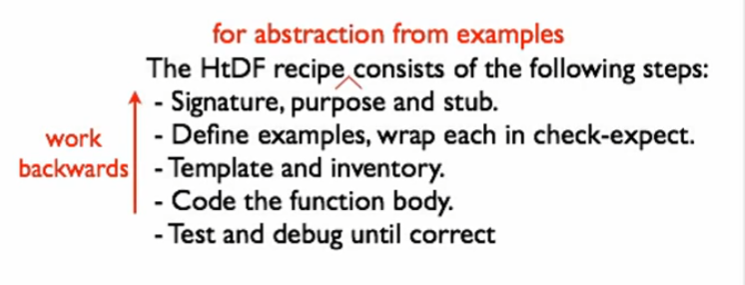 for abstraction from examples
The HtDF recipe consists of the following steps:
- Signature, purpose and stub.
- Define examples, wrap each in check-expect.
- Template and inventory.
- Code the function body.
- Test and debug until correct
work
backwards